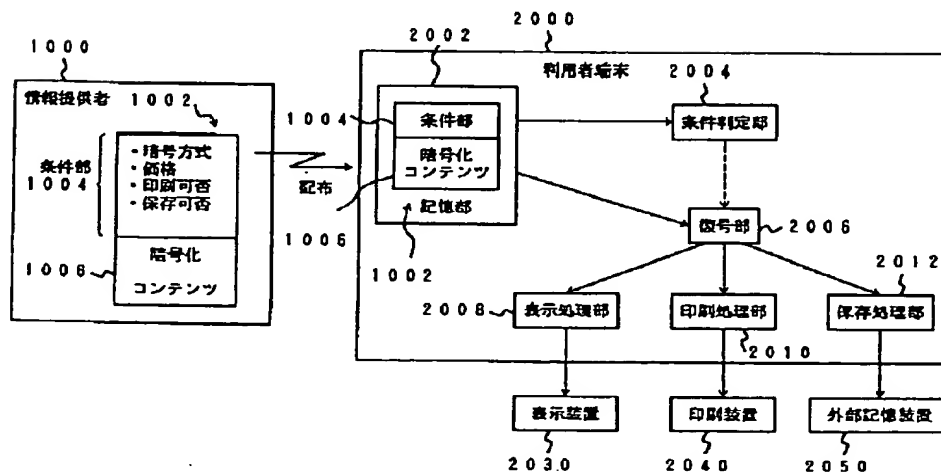 1000
情報提供者
1002
条件部
1004
・暗号方式
・価格
・印刷可否
・保存可否
1006
暗号化
コンテンツ
配布
2000
利用者端末
2002
1004
条件部
暗号化
コンテンツ
記憶部
1006
1002
2004
条件判定部
復号部
2006
2008
表示処理部
印刷処理部
2010
2012
保存処理部
表示装置
2030
印刷装置
2040
外部記憶装置
2050